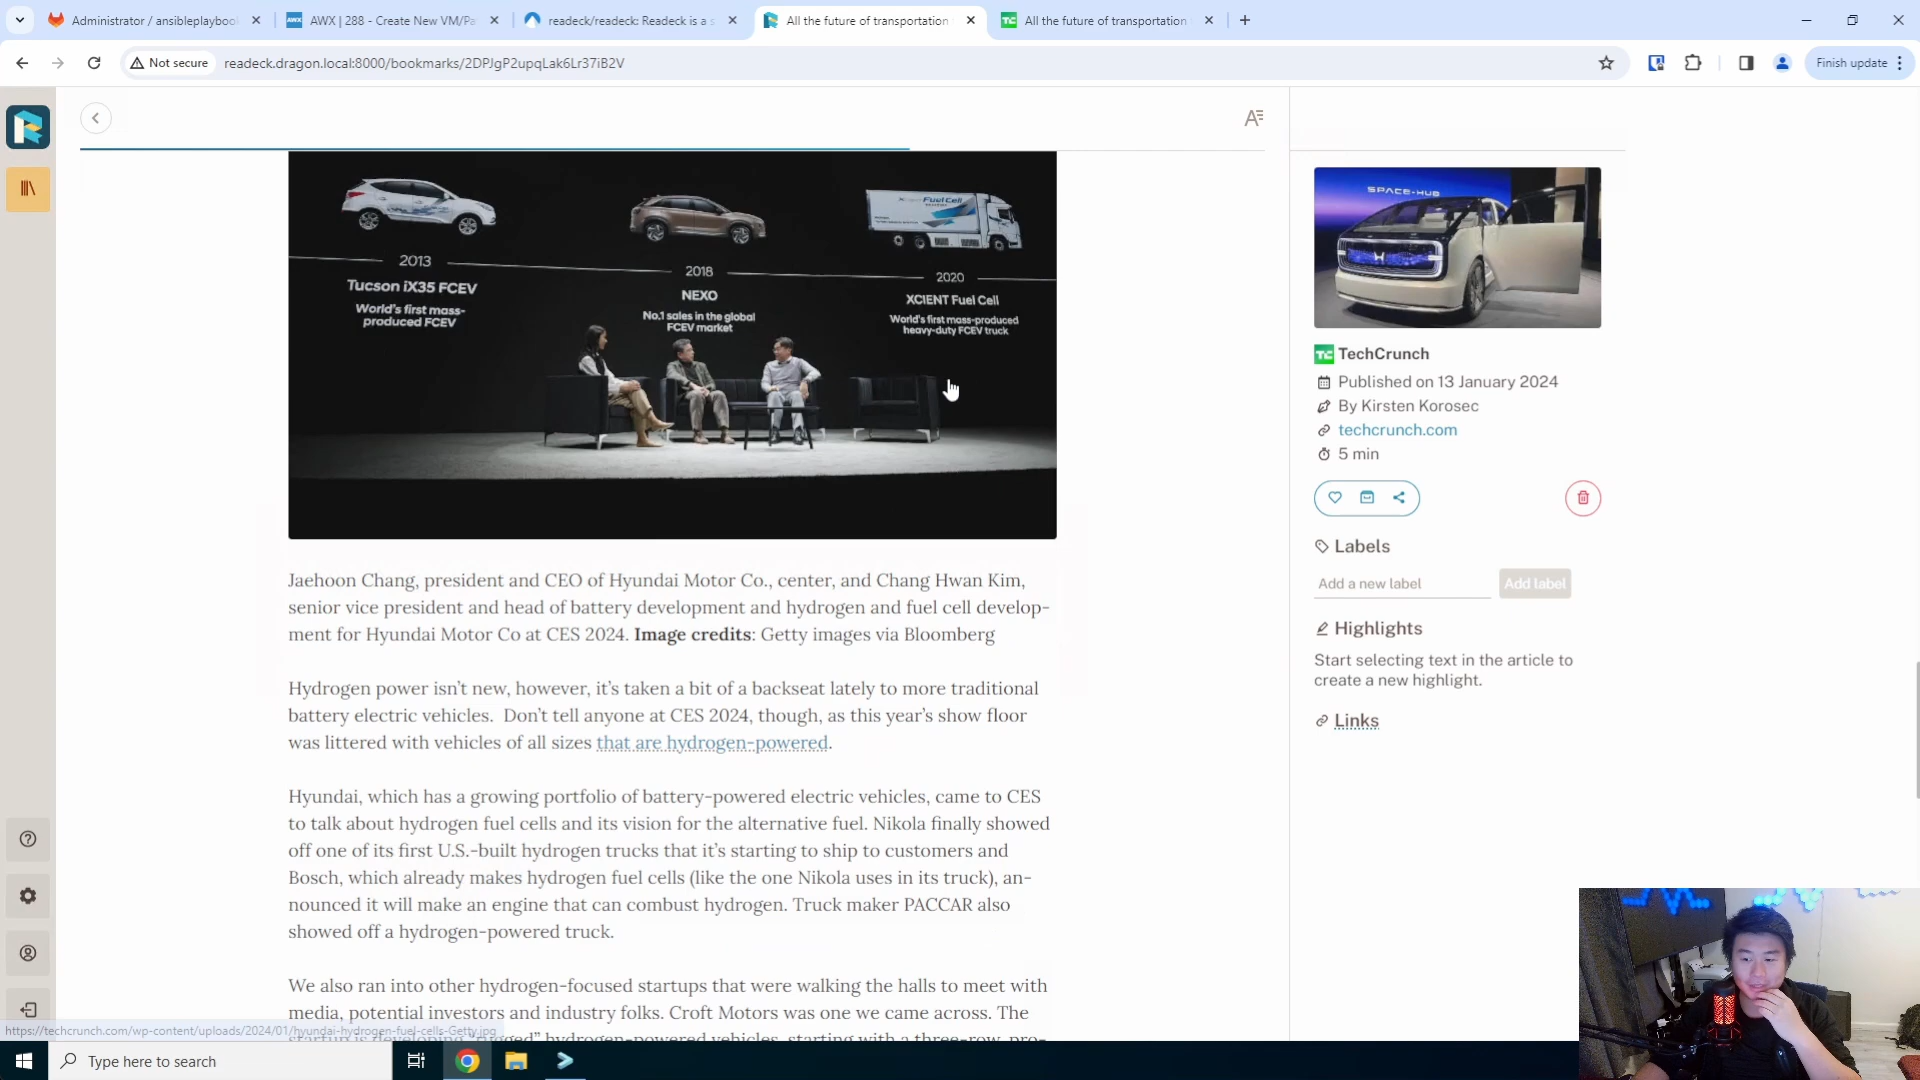 Administrator / ansibleplaybook
AWX | 288 - Create New VM/Pa
readeck/readeck: Readeck is a s
All the future of transportation
TC All the future of transportation
Not secure
readeck.dragon.local:8000/bookmarks/2DPJgP2upqLak6Lr37iB2V
Finish update
2013
Tucson iX35 FCEV
World's first mass-
produced FCEV
2018
NEXO
No.1 sales in the global
FCEV market
Fuel Cell
2020
XCIENT Fuel Cell
World's first mass-produced
heavy-duty FCEV truck
Jaehoon Chang, president and CEO of Hyundai Motor Co., center, and Chang Hwan Kim,
senior vice president and head of battery development and hydrogen and fuel cell develop-
ment for Hyundai Motor Co at CES 2024. Image credits: Getty images via Bloomberg
Hydrogen power isn't new, however, it's taken a bit of a backseat lately to more traditional
battery electric vehicles. Don't tell anyone at CES 2024, though, as this year's show floor
was littered with vehicles of all sizes that are hydrogen-powered.
Hyundai, which has a growing portfolio of battery-powered electric vehicles, came to CES
to talk about hydrogen fuel cells and its vision for the alternative fuel. Nikola finally showed
off one of its first U.S.-built hydrogen trucks that it's starting to ship to customers and
Bosch, which already makes hydrogen fuel cells (like the one Nikola uses in its truck), an-
nounced it will make an engine that can combust hydrogen. Truck maker PACCAR also
showed off a hydrogen-powered truck.
We also ran into other hydrogen-focused startups that were walking the halls to meet with
media, potential investors and industry folks. Croft Motors was one we came across. The
startup is developing "rugged" hydrogen-powered vehicles, starting with a three-row, pro-
https://techcrunch.com/wp-content/uploads/2024/01/hyundai-hydrogen-fuel-cells-Getty.jpg
SPACE-HUB
TC TechCrunch
Published on 13 January 2024
By Kirsten Korosec
techcrunch.com
5 min
Labels
Add a new label
Add label
Highlights
Start selecting text in the article to
create a new highlight.
Links
Type here to search